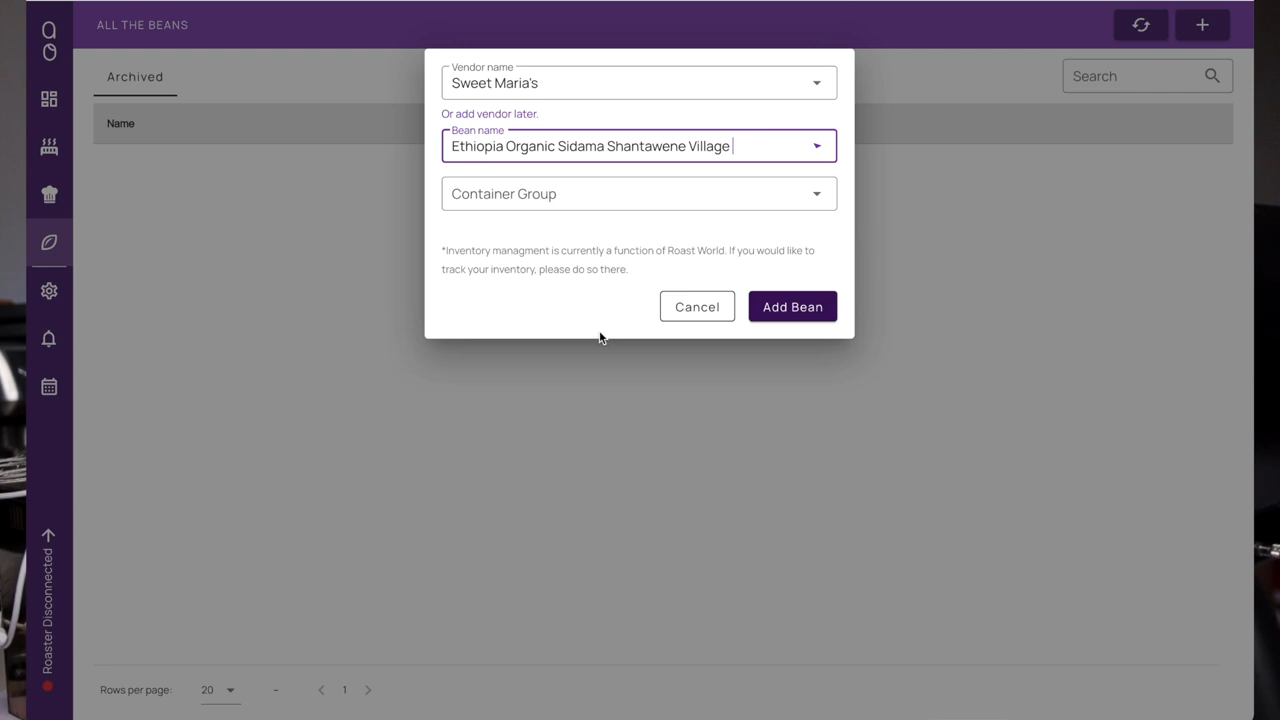 ALL THE BEANS
Archived
Search
Name
Vendor name
Sweet Maria's
Or add vendor later.
Bean name
Ethiopia Organic Sidama Shantawene Village
Container Group
*Inventory managment is currently a function of Roast World. If you would like to
track your inventory, please do so there.
Cancel
Add Bean
Roaster Disconnected
Rows per page:
20
-
1